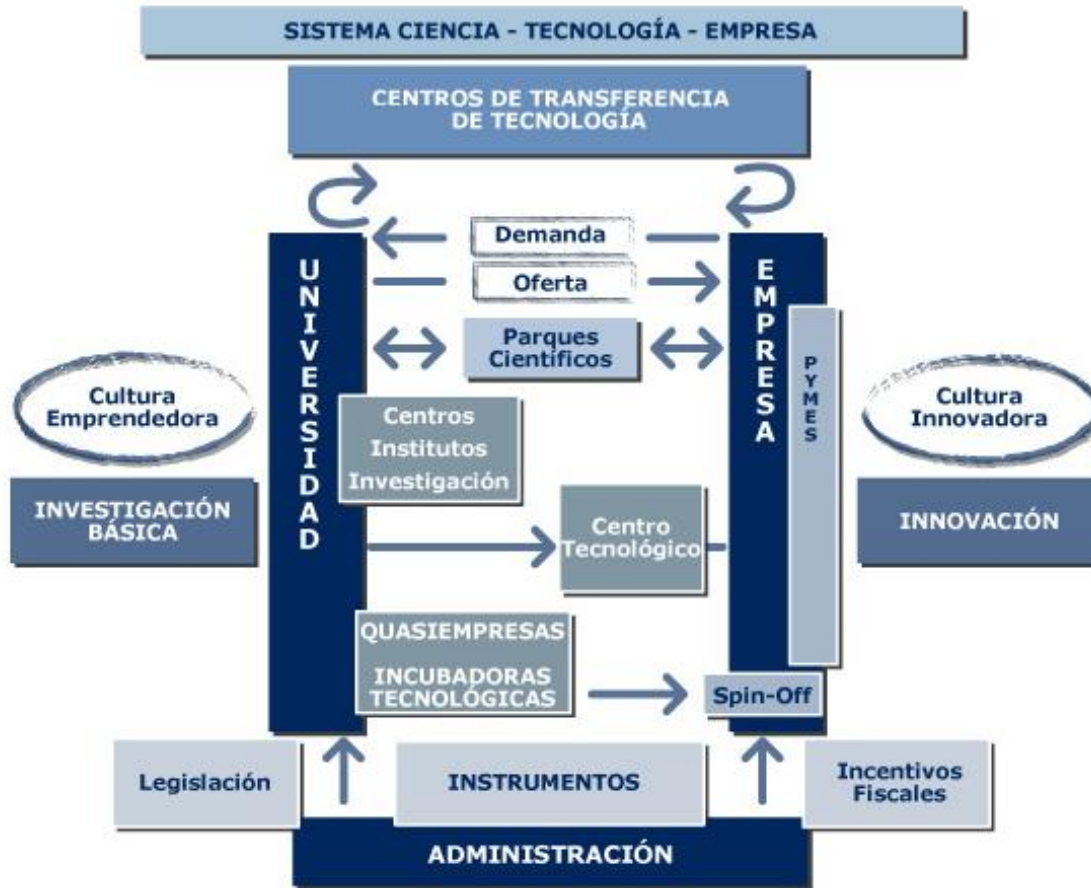 SISTEMA CIENCIA - TECNOLOGÍA - EMPRESA
CENTROS DE TRANSFERENCIA
DE TECNOLOGÍA
Demanda
Oferta
Parques
Científicos
UNIVERSIDAD
EMPRESA
PYMES
Cultura
Emprendedora
Cultura
Innovadora
Centros
Institutos
Investigación
INVESTIGACIÓN
BÁSICA
INNOVACIÓN
Centro
Tecnológico
QUASIEMPRESAS
INCUBADORAS
TECNOLÓGICAS
Spin-Off
Legislación
INSTRUMENTOS
Incentivos
Fiscales
ADMINISTRACIÓN